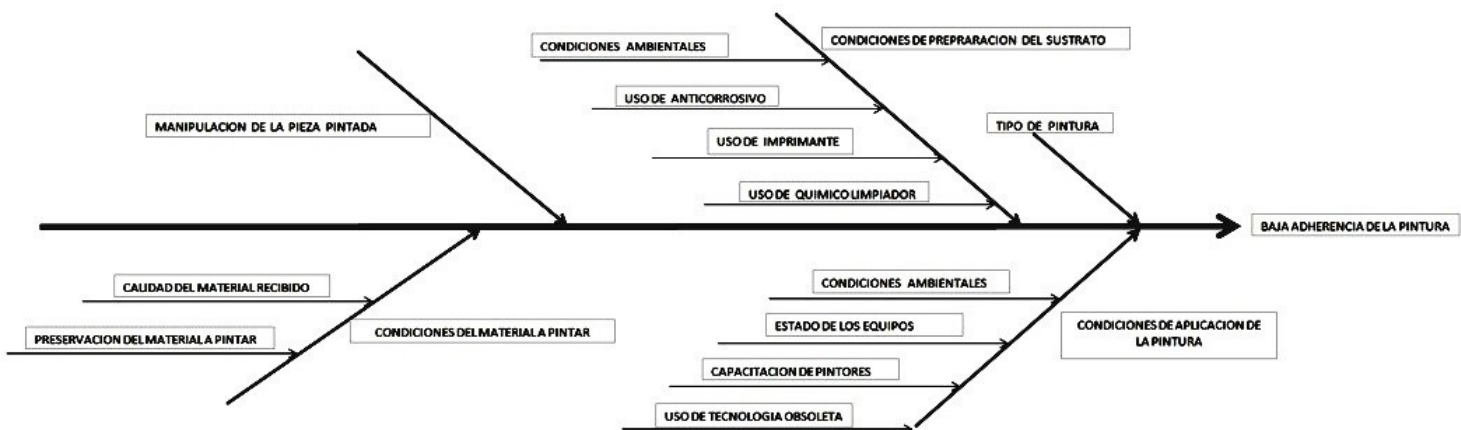 CONDICIONES AMBIENTALES
CONDICIONES DE PREPRARACION DEL SUSTRATO
USO DE ANTICORROSIVO
MANIPULACION DE LA PIEZA PINTADA
TIPO DE PINTURA
USO DE IMPRIMANTE
USO DE QUIMICO LIMPIADOR
BAJA ADHERENCIA DE LA PINTURA
CALIDAD DEL MATERIAL RECIBIDO
CONDICIONES AMBIENTALES
PRESERVACION DEL MATERIAL A PINTAR
CONDICIONES DEL MATERIAL A PINTAR
ESTADO DE LOS EQUIPOS
CONDICIONES DE APLICACION DE
LA PINTURA
CAPACITACION DE PINTORES
USO DE TECNOLOGIA OBSOLETA